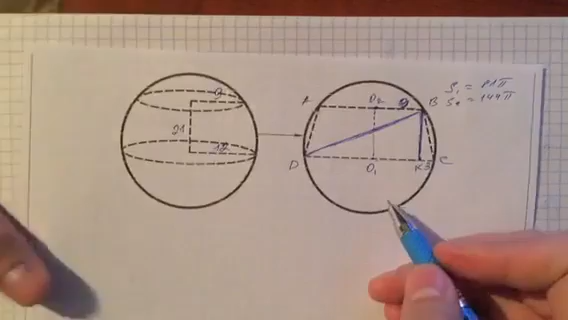 S₁ = 81π
S₂ = 144π
9
21
12
A
O₂
9
B
D
O₁
K
3
C